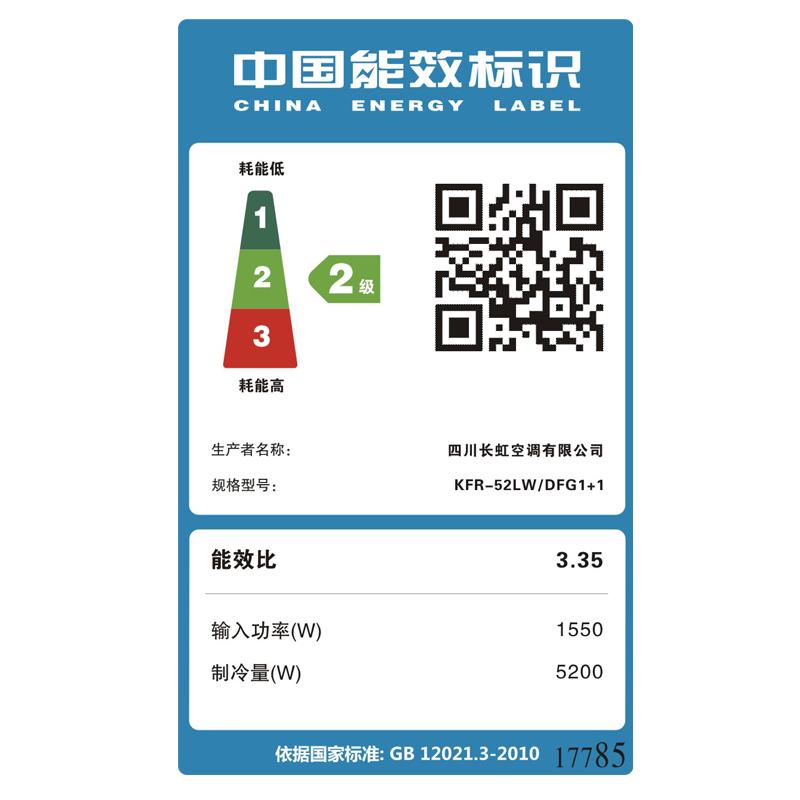 中国能效标识
CHINA ENERGY LABEL
耗能低
1
2
3
2级
耗能高
生产者名称: 四川长虹空调有限公司
规格型号: KFR-52LW/DFG1+1
能效比 3.35
输入功率(W) 1550
制冷量(W) 5200
依据国家标准: GB 12021.3-2010 17785